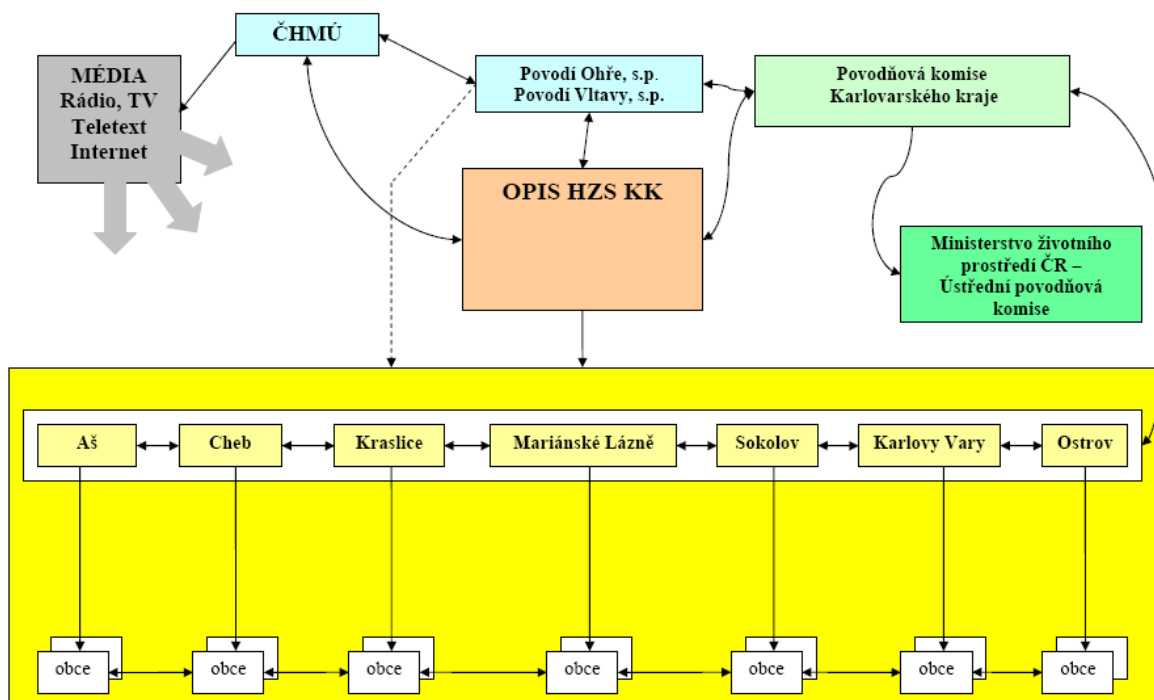 ČHMÚ
MÉDIA
Rádio, TV
Teletext
Internet
Povodí Ohře, s.p.
Povodí Vltavy, s.p.
Povodňová komise
Karlovarského kraje
OPIS HZS KK
Ministerstvo životního
prostředí ČR –
Ústřední povodňová
komise
Aš
Cheb
Kraslice
Mariánské Lázně
Sokolov
Karlovy Vary
Ostrov
obce
obce
obce
obce
obce
obce
obce